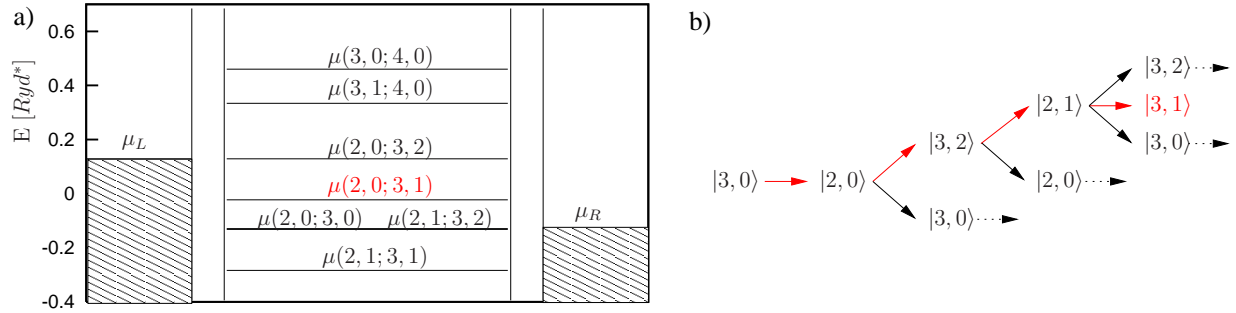 a)
E [Ryd*]
0.6
0.4
0.2
0
-0.2
-0.4
μ_L
μ(3, 0; 4, 0)
μ(3, 1; 4, 0)
μ(2, 0; 3, 2)
μ(2, 0; 3, 1)
μ(2, 0; 3, 0) μ(2, 1; 3, 2)
μ(2, 1; 3, 1)
μ_R
b)
|3, 2⟩
|2, 1⟩ |3, 1⟩
|3, 2⟩ |3, 0⟩
|3, 0⟩ |2, 0⟩ |2, 0⟩
|3, 0⟩